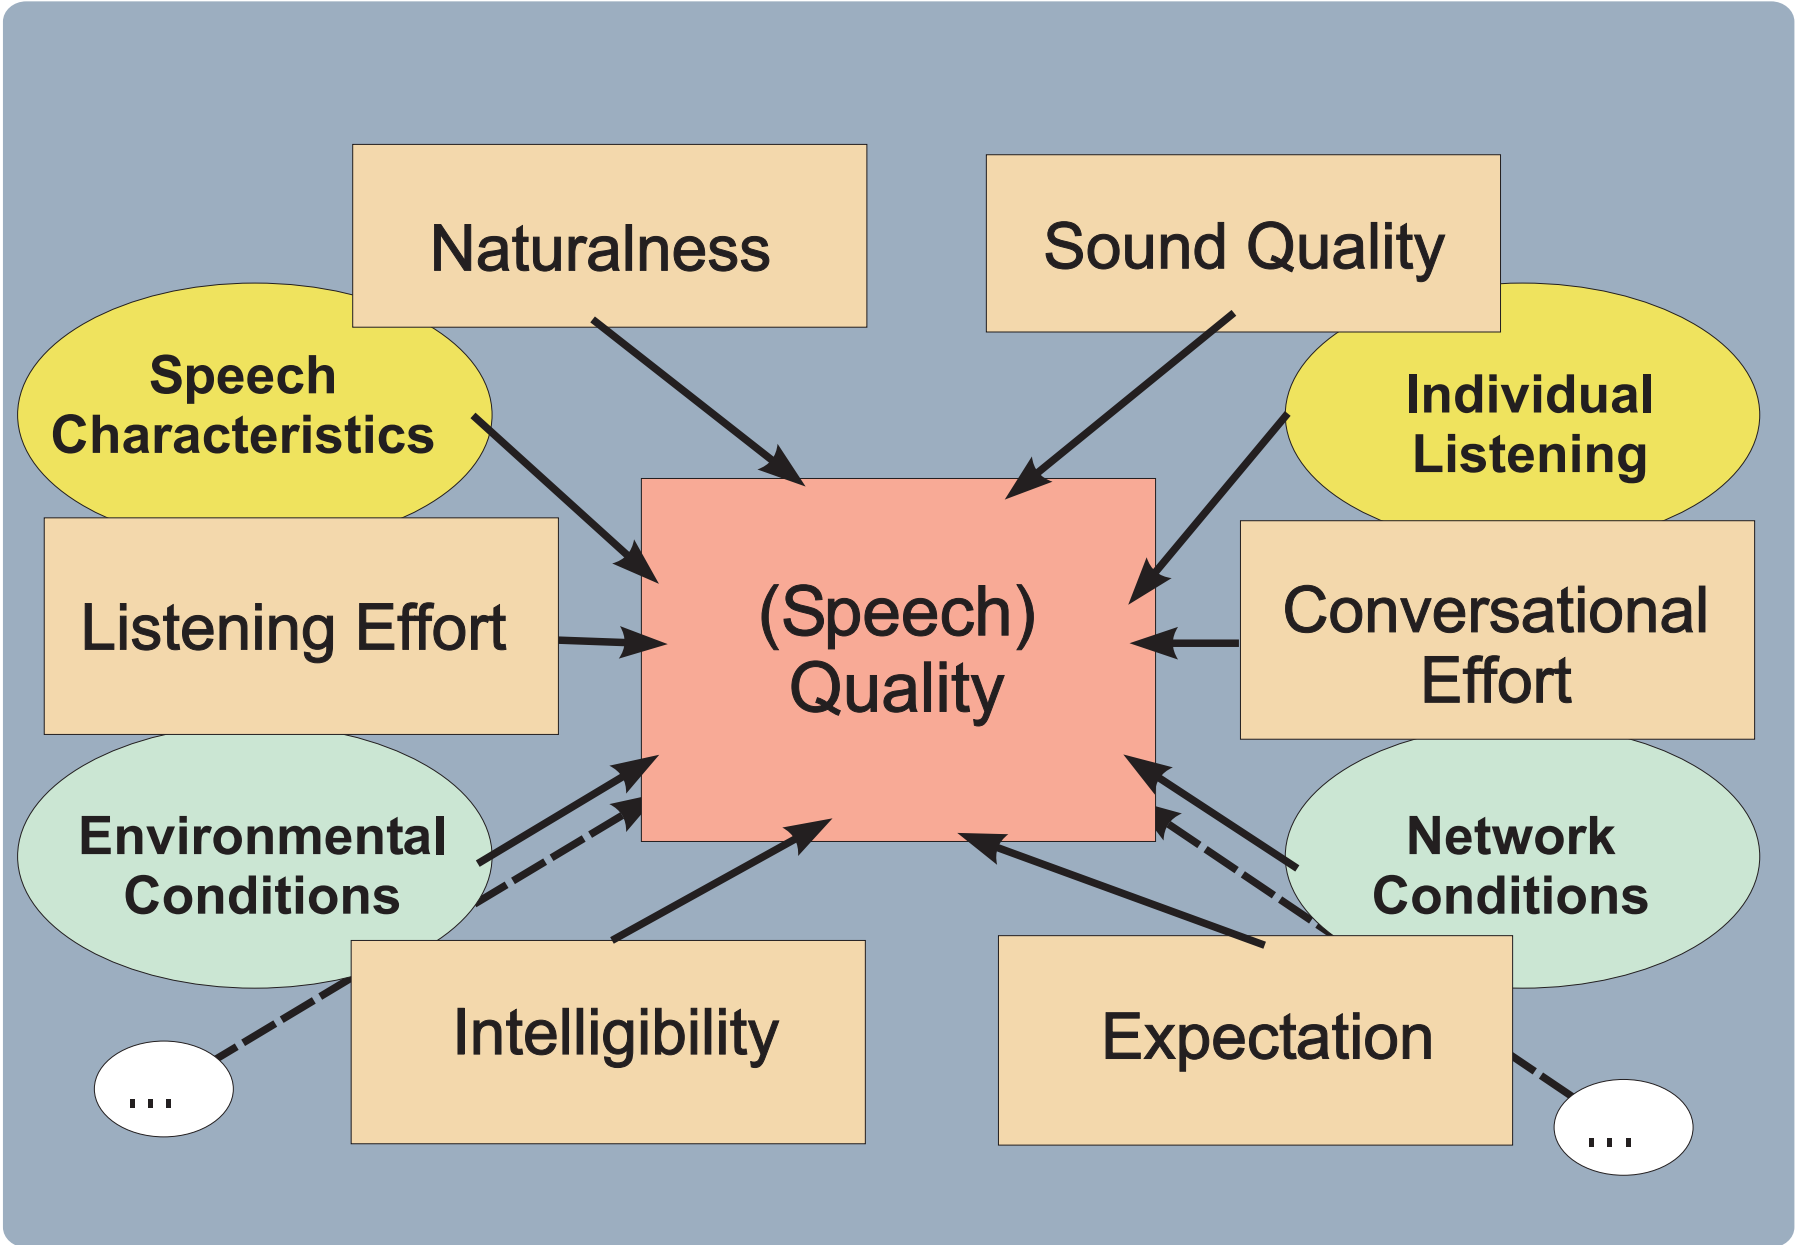 Naturalness
Sound Quality
Speech
Characteristics
Individual
Listening
Listening Effort
(Speech)
Quality
Conversational
Effort
Environmental
Conditions
Network
Conditions
Intelligibility
Expectation
...
...